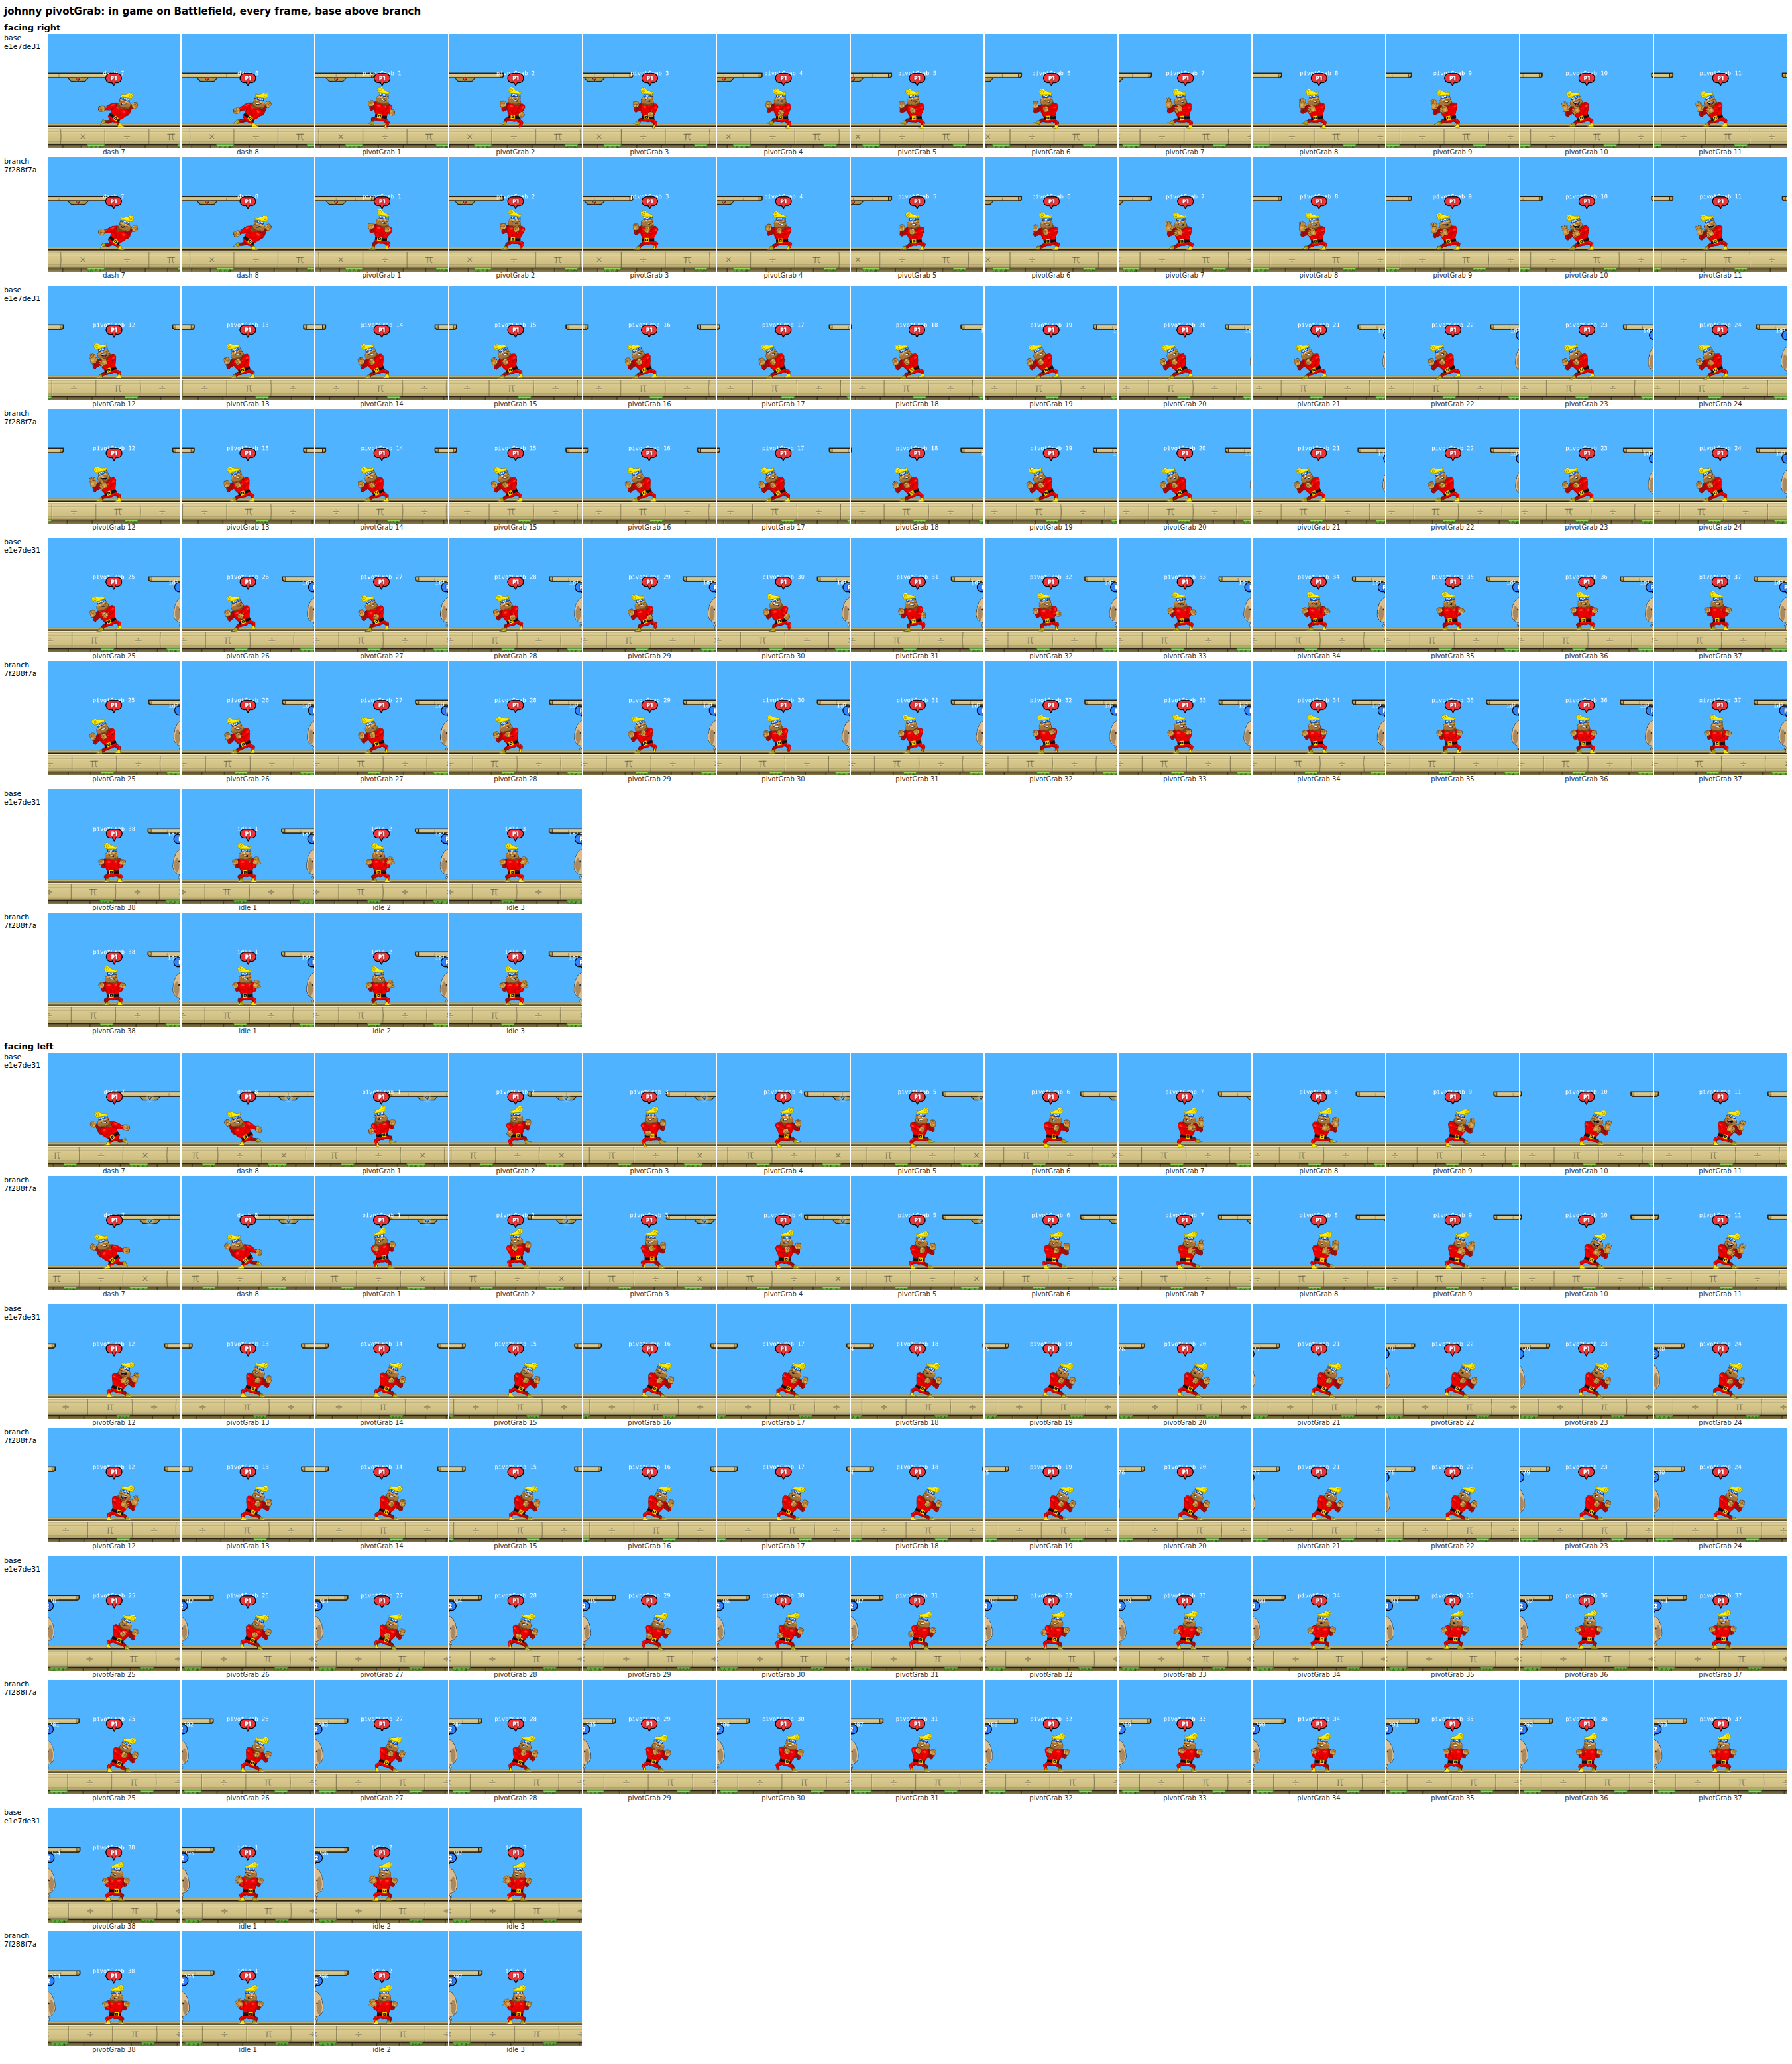 johnny pivotGrab: in game on Battlefield, every frame, base above branch
facing right
base
e1e7de31
dash 7 dash 8 pivotGrab 1 pivotGrab 2 pivotGrab 3 pivotGrab 4 pivotGrab 5 pivotGrab 6 pivotGrab 7 pivotGrab 8 pivotGrab 9 pivotGrab 10 pivotGrab 11
branch
7f288f7a
dash 7 dash 8 pivotGrab 1 pivotGrab 2 pivotGrab 3 pivotGrab 4 pivotGrab 5 pivotGrab 6 pivotGrab 7 pivotGrab 8 pivotGrab 9 pivotGrab 10 pivotGrab 11
base
e1e7de31
pivotGrab 12 pivotGrab 13 pivotGrab 14 pivotGrab 15 pivotGrab 16 pivotGrab 17 pivotGrab 18 pivotGrab 19 pivotGrab 20 pivotGrab 21 pivotGrab 22 pivotGrab 23 pivotGrab 24
branch
7f288f7a
pivotGrab 12 pivotGrab 13 pivotGrab 14 pivotGrab 15 pivotGrab 16 pivotGrab 17 pivotGrab 18 pivotGrab 19 pivotGrab 20 pivotGrab 21 pivotGrab 22 pivotGrab 23 pivotGrab 24
base
e1e7de31
pivotGrab 25 pivotGrab 26 pivotGrab 27 pivotGrab 28 pivotGrab 29 pivotGrab 30 pivotGrab 31 pivotGrab 32 pivotGrab 33 pivotGrab 34 pivotGrab 35 pivotGrab 36 pivotGrab 37
branch
7f288f7a
pivotGrab 25 pivotGrab 26 pivotGrab 27 pivotGrab 28 pivotGrab 29 pivotGrab 30 pivotGrab 31 pivotGrab 32 pivotGrab 33 pivotGrab 34 pivotGrab 35 pivotGrab 36 pivotGrab 37
base
e1e7de31
pivotGrab 38 idle 1 idle 2 idle 3
branch
7f288f7a
pivotGrab 38 idle 1 idle 2 idle 3
facing left
base
e1e7de31
dash 7 dash 8 pivotGrab 1 pivotGrab 2 pivotGrab 3 pivotGrab 4 pivotGrab 5 pivotGrab 6 pivotGrab 7 pivotGrab 8 pivotGrab 9 pivotGrab 10 pivotGrab 11
branch
7f288f7a
dash 7 dash 8 pivotGrab 1 pivotGrab 2 pivotGrab 3 pivotGrab 4 pivotGrab 5 pivotGrab 6 pivotGrab 7 pivotGrab 8 pivotGrab 9 pivotGrab 10 pivotGrab 11
base
e1e7de31
pivotGrab 12 pivotGrab 13 pivotGrab 14 pivotGrab 15 pivotGrab 16 pivotGrab 17 pivotGrab 18 pivotGrab 19 pivotGrab 20 pivotGrab 21 pivotGrab 22 pivotGrab 23 pivotGrab 24
branch
7f288f7a
pivotGrab 12 pivotGrab 13 pivotGrab 14 pivotGrab 15 pivotGrab 16 pivotGrab 17 pivotGrab 18 pivotGrab 19 pivotGrab 20 pivotGrab 21 pivotGrab 22 pivotGrab 23 pivotGrab 24
base
e1e7de31
pivotGrab 25 pivotGrab 26 pivotGrab 27 pivotGrab 28 pivotGrab 29 pivotGrab 30 pivotGrab 31 pivotGrab 32 pivotGrab 33 pivotGrab 34 pivotGrab 35 pivotGrab 36 pivotGrab 37
branch
7f288f7a
pivotGrab 25 pivotGrab 26 pivotGrab 27 pivotGrab 28 pivotGrab 29 pivotGrab 30 pivotGrab 31 pivotGrab 32 pivotGrab 33 pivotGrab 34 pivotGrab 35 pivotGrab 36 pivotGrab 37
base
e1e7de31
pivotGrab 38 idle 1 idle 2 idle 3
branch
7f288f7a
pivotGrab 38 idle 1 idle 2 idle 3